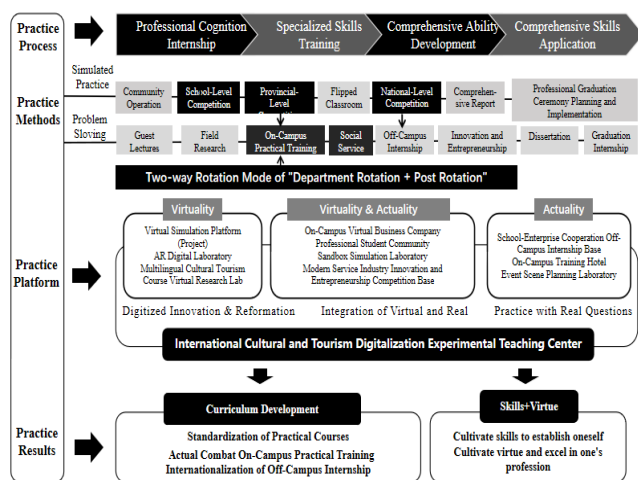 Practice
Process
Professional Cognition
Internship
Specialized Skills
Training
Comprehensive Ability
Development
Comprehensive Skills
Application
Practice
Methods
Simulated
Practice
Community
Operation
School-Level
Competition
Provincial-
Level
Flipped
Classroom
National-Level
Competition
Comprehen-
sive Report
Professional Graduation
Ceremony Planning and
Implementation
Problem
Sloving
Guest
Lectures
Field
Research
On-Campus
Practical Training
Social
Service
Off-Campus
Internship
Innovation and
Entrepreneurship
Dissertation
Graduation
Internship
Two-way Rotation Mode of "Department Rotation + Post Rotation"
Practice
Platform
Virtuality
Virtual Simulation Platform
(Project)
AR Digital Laboratory
Multilingual Cultural Tourism
Course Virtual Research Lab
Digitized Innovation & Reformation
Virtuality & Actuality
On-Campus Virtual Business Company
Professional Student Community
Sandbox Simulation Laboratory
Modern Service Industry Innovation and
Entrepreneurship Competition Base
Integration of Virtual and Real
Actuality
School-Enterprise Cooperation Off-
Campus Internship Base
On-Campus Training Hotel
Event Scene Planning Laboratory
Practice with Real Questions
International Cultural and Tourism Digitalization Experimental Teaching Center
Practice
Results
Curriculum Development
Standardization of Practical Courses
Actual Combat On-Campus Practical Training
Internationalization of Off-Campus Internship
Skills+Virtue
Cultivate skills to establish oneself
Cultivate virtue and excel in one's
profession